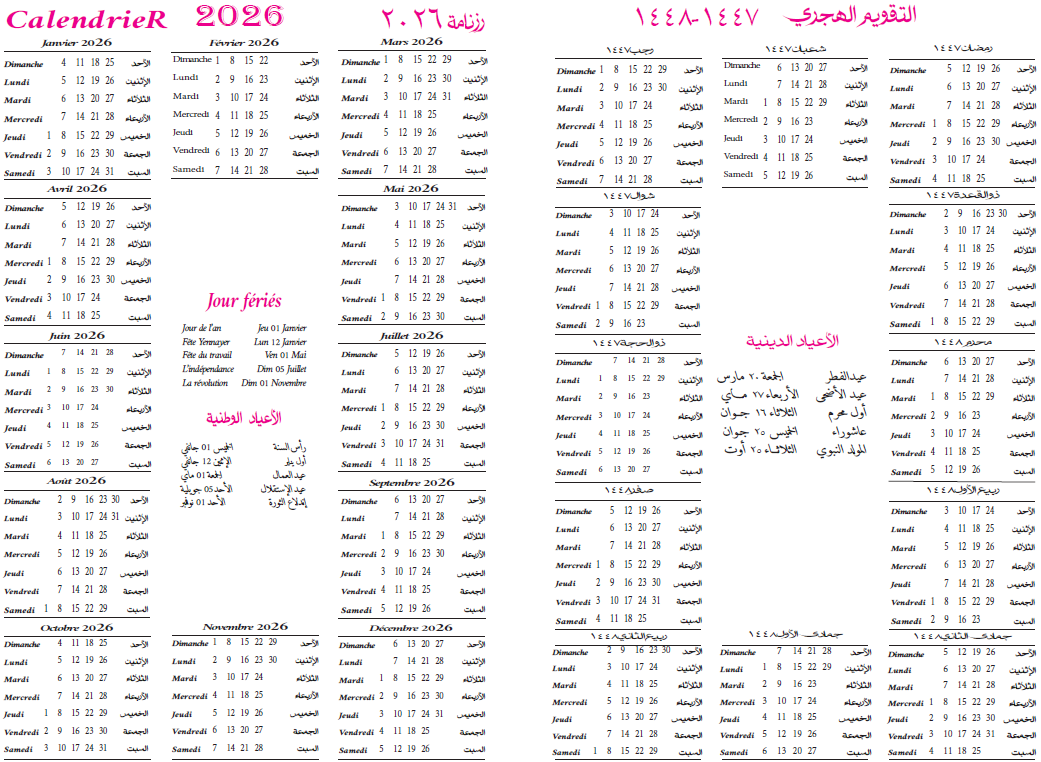 CalendrieR 2026 رزنامة ٢٠٢٦
Janvier 2026
Dimanche 4 11 18 25 الأحد
Lundi 5 12 19 26 الإثنين
Mardi 6 13 20 27 الثلاثاء
Mercredi 7 14 21 28 الأربعاء
Jeudi 1 8 15 22 29 الخميس
Vendredi 2 9 16 23 30 الجمعة
Samedi 3 10 17 24 31 السبت
Février 2026
Dimanche 1 8 15 22 الأحد
Lundi 2 9 16 23 الإثنين
Mardi 3 10 17 24 الثلاثاء
Mercredi 4 11 18 25 الأربعاء
Jeudi 5 12 19 26 الخميس
Vendredi 6 13 20 27 الجمعة
Samedi 7 14 21 28 السبت
Mars 2026
Dimanche 1 8 15 22 29 الأحد
Lundi 2 9 16 23 30 الإثنين
Mardi 3 10 17 24 31 الثلاثاء
Mercredi 4 11 18 25 الأربعاء
Jeudi 5 12 19 26 الخميس
Vendredi 6 13 20 27 الجمعة
Samedi 7 14 21 28 السبت
Avril 2026
Dimanche 5 12 19 26 الأحد
Lundi 6 13 20 27 الإثنين
Mardi 7 14 21 28 الثلاثاء
Mercredi 1 8 15 22 29 الأربعاء
Jeudi 2 9 16 23 30 الخميس
Vendredi 3 10 17 24 الجمعة
Samedi 4 11 18 25 السبت
Mai 2026
Dimanche 3 10 17 24 31 الأحد
Lundi 4 11 18 25 الإثنين
Mardi 5 12 19 26 الثلاثاء
Mercredi 6 13 20 27 الأربعاء
Jeudi 7 14 21 28 الخميس
Vendredi 1 8 15 22 29 الجمعة
Samedi 2 9 16 23 30 السبت
Jour fériés
Jour de l'an Jeu 01 Janvier
Fête Yennayer Lun 12 Janvier
Fête du travail Ven 01 Mai
L'indépendance Dim 05 Juillet
La révolution Dim 01 Novembre
الأعياد الوطنية
رأس السنة الخميس 01 جانفي
أول يناير الإثنين 12 جانفي
عيد العمال الجمعة 01 ماي
عيد الإستقلال الأحد 05 جويلية
إندلاع الثورة الأحد 01 نوفمبر
Juin 2026
Dimanche 7 14 21 28 الأحد
Lundi 1 8 15 22 29 الإثنين
Mardi 2 9 16 23 30 الثلاثاء
Mercredi 3 10 17 24 الأربعاء
Jeudi 4 11 18 25 الخميس
Vendredi 5 12 19 26 الجمعة
Samedi 6 13 20 27 السبت
Juillet 2026
Dimanche 5 12 19 26 الأحد
Lundi 6 13 20 27 الإثنين
Mardi 7 14 21 28 الثلاثاء
Mercredi 1 8 15 22 29 الأربعاء
Jeudi 2 9 16 23 30 الخميس
Vendredi 3 10 17 24 31 الجمعة
Samedi 4 11 18 25 السبت
Août 2026
Dimanche 2 9 16 23 30 الأحد
Lundi 3 10 17 24 31 الإثنين
Mardi 4 11 18 25 الثلاثاء
Mercredi 5 12 19 26 الأربعاء
Jeudi 6 13 20 27 الخميس
Vendredi 7 14 21 28 الجمعة
Samedi 1 8 15 22 29 السبت
Septembre 2026
Dimanche 6 13 20 27 الأحد
Lundi 7 14 21 28 الإثنين
Mardi 1 8 15 22 29 الثلاثاء
Mercredi 2 9 16 23 30 الأربعاء
Jeudi 3 10 17 24 الخميس
Vendredi 4 11 18 25 الجمعة
Samedi 5 12 19 26 السبت
Octobre 2026
Dimanche 4 11 18 25 الأحد
Lundi 5 12 19 26 الإثنين
Mardi 6 13 20 27 الثلاثاء
Mercredi 7 14 21 28 الأربعاء
Jeudi 1 8 15 22 29 الخميس
Vendredi 2 9 16 23 30 الجمعة
Samedi 3 10 17 24 31 السبت
Novembre 2026
Dimanche 1 8 15 22 29 الأحد
Lundi 2 9 16 23 30 الإثنين
Mardi 3 10 17 24 الثلاثاء
Mercredi 4 11 18 25 الأربعاء
Jeudi 5 12 19 26 الخميس
Vendredi 6 13 20 27 الجمعة
Samedi 7 14 21 28 السبت
Décembre 2026
Dimanche 6 13 20 27 الأحد
Lundi 7 14 21 28 الإثنين
Mardi 1 8 15 22 29 الثلاثاء
Mercredi 2 9 16 23 30 الأربعاء
Jeudi 3 10 17 24 31 الخميس
Vendredi 4 11 18 25 الجمعة
Samedi 5 12 19 26 السبت
التقويم الهجري ١٤٤٧-١٤٤٨
رجب١٤٤٧
Dimanche 1 8 15 22 29 الأحد
Lundi 2 9 16 23 30 الإثنين
Mardi 3 10 17 24 الثلاثاء
Mercredi 4 11 18 25 الأربعاء
Jeudi 5 12 19 26 الخميس
Vendredi 6 13 20 27 الجمعة
Samedi 7 14 21 28 السبت
شعبان١٤٤٧
Dimanche 6 13 20 27 الأحد
Lundi 7 14 21 28 الإثنين
Mardi 1 8 15 22 29 الثلاثاء
Mercredi 2 9 16 23 الأربعاء
Jeudi 3 10 17 24 الخميس
Vendredi 4 11 18 25 الجمعة
Samedi 5 12 19 26 السبت
رمضان١٤٤٧
Dimanche 5 12 19 26 الأحد
Lundi 6 13 20 27 الإثنين
Mardi 7 14 21 28 الثلاثاء
Mercredi 1 8 15 22 29 الأربعاء
Jeudi 2 9 16 23 30 الخميس
Vendredi 3 10 17 24 الجمعة
Samedi 4 11 18 25 السبت
شوال١٤٤٧
Dimanche 3 10 17 24 الأحد
Lundi 4 11 18 25 الإثنين
Mardi 5 12 19 26 الثلاثاء
Mercredi 6 13 20 27 الأربعاء
Jeudi 7 14 21 28 الخميس
Vendredi 1 8 15 22 29 الجمعة
Samedi 2 9 16 23 السبت
ذوالقعدة١٤٤٧
Dimanche 2 9 16 23 30 الأحد
Lundi 3 10 17 24 الإثنين
Mardi 4 11 18 25 الثلاثاء
Mercredi 5 12 19 26 الأربعاء
Jeudi 6 13 20 27 الخميس
Vendredi 7 14 21 28 الجمعة
Samedi 1 8 15 22 29 السبت
الأعياد الدينية
عيد الفطر الجمعة ٢٠ مارس
عيد الأضحى الأربعاء ٢٧ ماي
أول محرم الثلاثاء ١٦ جوان
عاشوراء الخميس ٢٥ جوان
المولد النبوي الثلاثاء ٢٥ أوت
ذوالحجة١٤٤٧
Dimanche 7 14 21 28 الأحد
Lundi 1 8 15 22 29 الإثنين
Mardi 2 9 16 23 الثلاثاء
Mercredi 3 10 17 24 الأربعاء
Jeudi 4 11 18 25 الخميس
Vendredi 5 12 19 26 الجمعة
Samedi 6 13 20 27 السبت
محرم١٤٤٨
Dimanche 6 13 20 27 الأحد
Lundi 7 14 21 28 الإثنين
Mardi 1 8 15 22 29 الثلاثاء
Mercredi 2 9 16 23 الأربعاء
Jeudi 3 10 17 24 الخميس
Vendredi 4 11 18 25 الجمعة
Samedi 5 12 19 26 السبت
صفر١٤٤٨
Dimanche 5 12 19 26 الأحد
Lundi 6 13 20 27 الإثنين
Mardi 7 14 21 28 الثلاثاء
Mercredi 1 8 15 22 29 الأربعاء
Jeudi 2 9 16 23 30 الخميس
Vendredi 3 10 17 24 31 الجمعة
Samedi 4 11 18 25 السبت
ربيع الأول١٤٤٨
Dimanche 3 10 17 24 الأحد
Lundi 4 11 18 25 الإثنين
Mardi 5 12 19 26 الثلاثاء
Mercredi 6 13 20 27 الأربعاء
Jeudi 7 14 21 28 الخميس
Vendredi 1 8 15 22 29 الجمعة
Samedi 2 9 16 23 السبت
ربيع الثاني١٤٤٨
Dimanche 2 9 16 23 30 الأحد
Lundi 3 10 17 24 الإثنين
Mardi 4 11 18 25 الثلاثاء
Mercredi 5 12 19 26 الأربعاء
Jeudi 6 13 20 27 الخميس
Vendredi 7 14 21 28 الجمعة
Samedi 1 8 15 22 29 السبت
جمادى الأول١٤٤٨
Dimanche 7 14 21 28 الأحد
Lundi 1 8 15 22 29 الإثنين
Mardi 2 9 16 23 الثلاثاء
Mercredi 3 10 17 24 الأربعاء
Jeudi 4 11 18 25 الخميس
Vendredi 5 12 19 26 الجمعة
Samedi 6 13 20 27 السبت
جمادى الثاني١٤٤٨
Dimanche 5 12 19 26 الأحد
Lundi 6 13 20 27 الإثنين
Mardi 7 14 21 28 الثلاثاء
Mercredi 1 8 15 22 29 الأربعاء
Jeudi 2 9 16 23 30 الخميس
Vendredi 3 10 17 24 الجمعة
Samedi 4 11 18 25 السبت